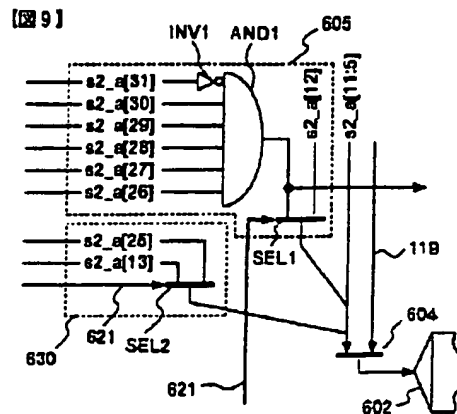 【図9】
INV1
AND1
605
s2_a[31]
s2_a[30]
s2_a[29]
s2_a[28]
s2_a[27]
s2_a[26]
s2_a[12]
s2_a[11:5]
SEL1
119
s2_a[25]
s2_a[13]
621
SEL2
630
621
604
602